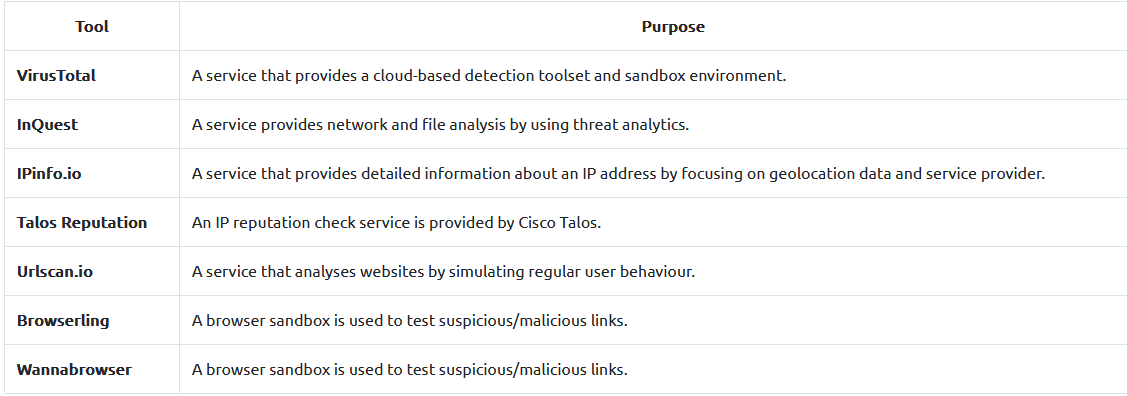 Tool Purpose
VirusTotal A service that provides a cloud-based detection toolset and sandbox environment.
InQuest A service provides network and file analysis by using threat analytics.
IPinfo.io A service that provides detailed information about an IP address by focusing on geolocation data and service provider.
Talos Reputation An IP reputation check service is provided by Cisco Talos.
Urlscan.io A service that analyses websites by simulating regular user behaviour.
Browserling A browser sandbox is used to test suspicious/malicious links.
Wannabrowser A browser sandbox is used to test suspicious/malicious links.